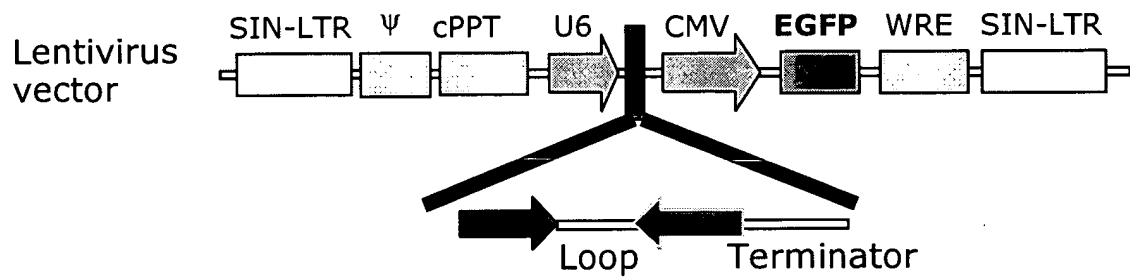 SIN-LTR Ψ cPPT U6 CMV EGFP WRE SIN-LTR
Lentivirus
vector
Loop Terminator